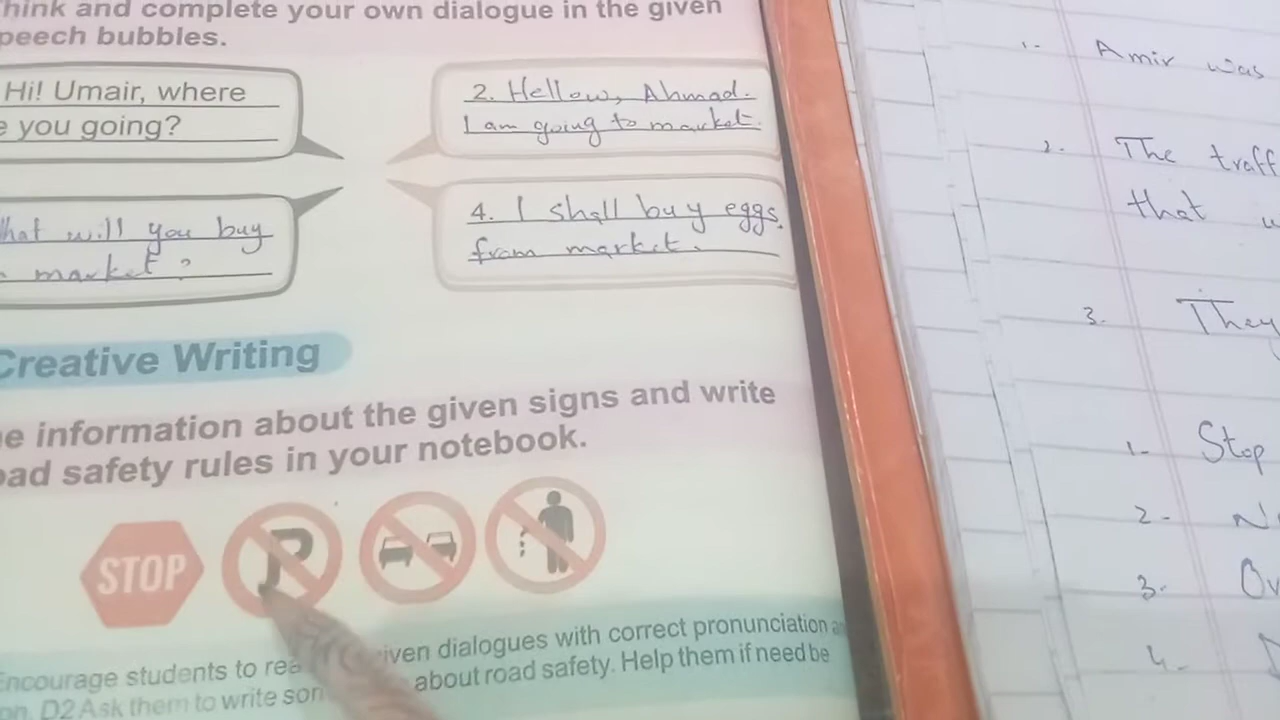 hink and complete your own dialogue in the given
peech bubbles.
Hi! Umair, where
e you going?
2. Hellow, Ahmad.
I am going to market.
hat will you buy
market?
4. I shall buy eggs
from market.
Creative Writing
e information about the given signs and write
oad safety rules in your notebook.
STOP
P
Encourage students to rea iven dialogues with correct pronunciation
on. D2 Ask them to write som about road safety. Help them if need be
1- Amir was
2. The traff
that
3. They
1- Stop
2- N
3- Ov
4-